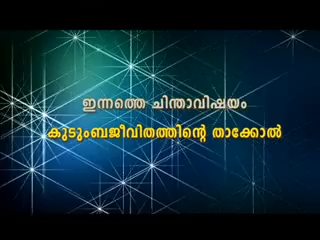 ഇന്നത്തെ ചിന്താവിഷയം
കുടുംബജീവിതത്തിന്റെ താക്കോൽ